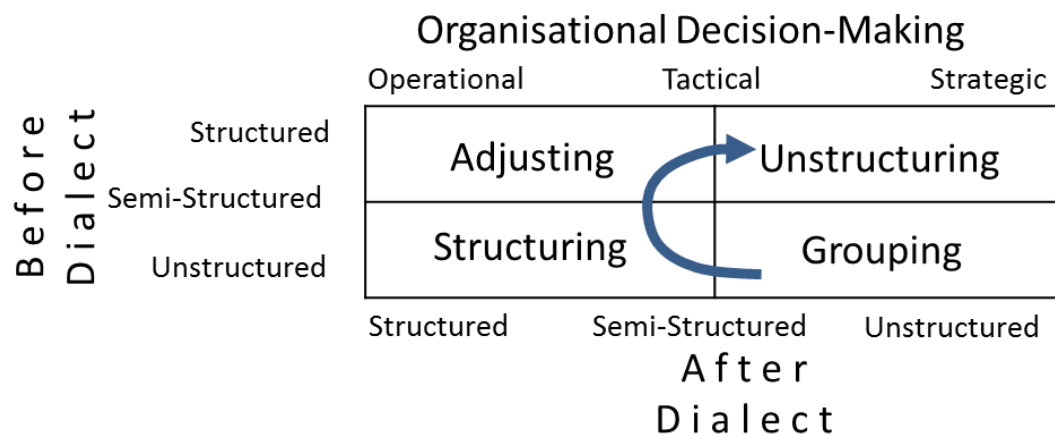 Organisational Decision-Making
Operational Tactical Strategic
Before
Dialect
Structured
Adjusting Unstructuring
Semi-Structured
Structuring Grouping
Unstructured
Structured Semi-Structured Unstructured
After
Dialect